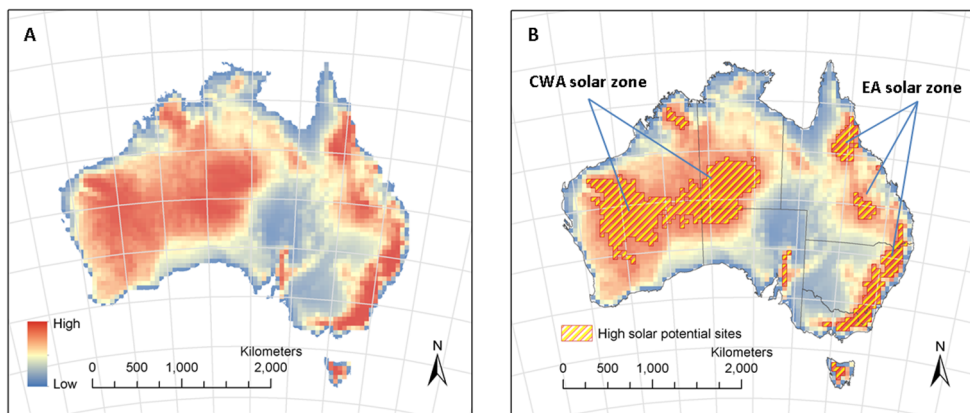 A
High
Low
Kilometers
0 500 1,000 2,000
N
B
CWA solar zone
EA solar zone
High solar potential sites
Kilometers
0 500 1,000 2,000
N